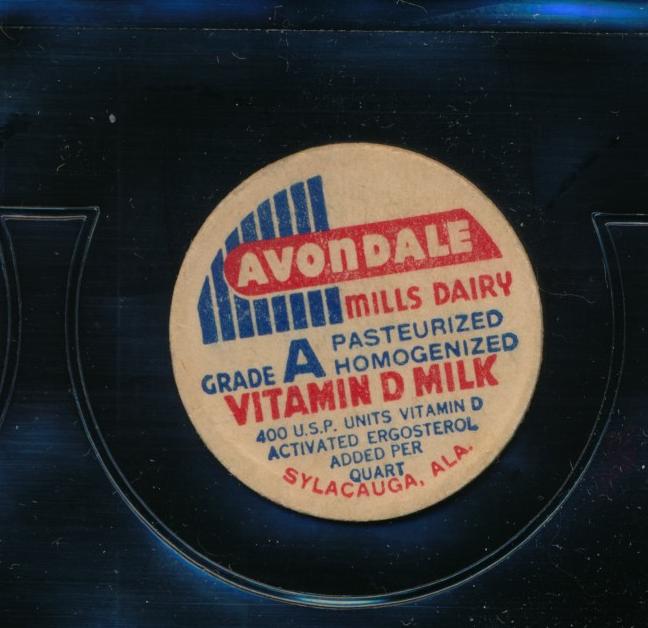 AVONDALE
MILLS DAIRY
GRADE A PASTEURIZED
HOMOGENIZED
VITAMIN D MILK
400 U.S.P. UNITS VITAMIN D
ACTIVATED ERGOSTEROL
ADDED PER
QUART
SYLACAUGA, ALA.